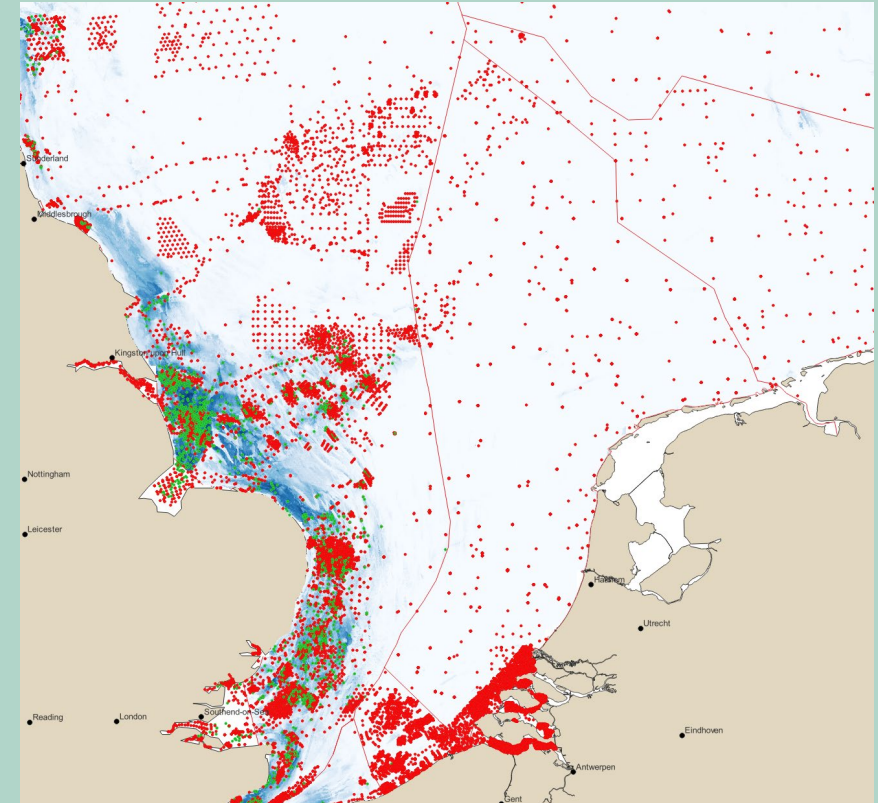 Sunderland
Middlesbrough
Kingston upon Hull
Nottingham
Leicester
Haarlem
Utrecht
Reading
London
Southend-on-Sea
Eindhoven
Antwerpen
Gent